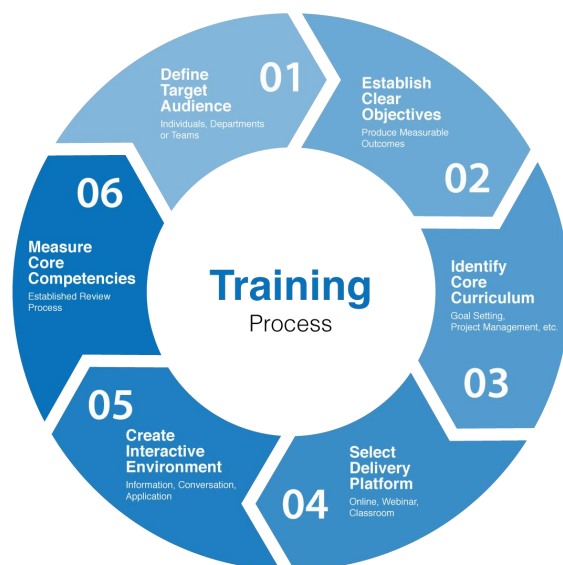 Training
Process
01
Define
Target
Audience
Individuals, Departments
or Teams
02
Establish
Clear
Objectives
Produce Measurable
Outcomes
03
Identify
Core
Curriculum
Goal Setting,
Project Management, etc.
04
Select
Delivery
Platform
Online, Webinar,
Classroom
05
Create
Interactive
Environment
Information, Conversation,
Application
06
Measure
Core
Competencies
Established Review
Process